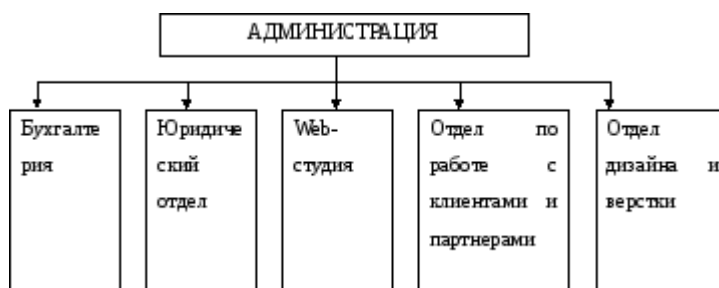 АДМИНИСТРАЦИЯ
Бухгалте
рия
Юридиче
ский
отдел
Web-
студия
Отдел по
работе с
клиентами и
партнерами
Отдел
дизайна и
верстки